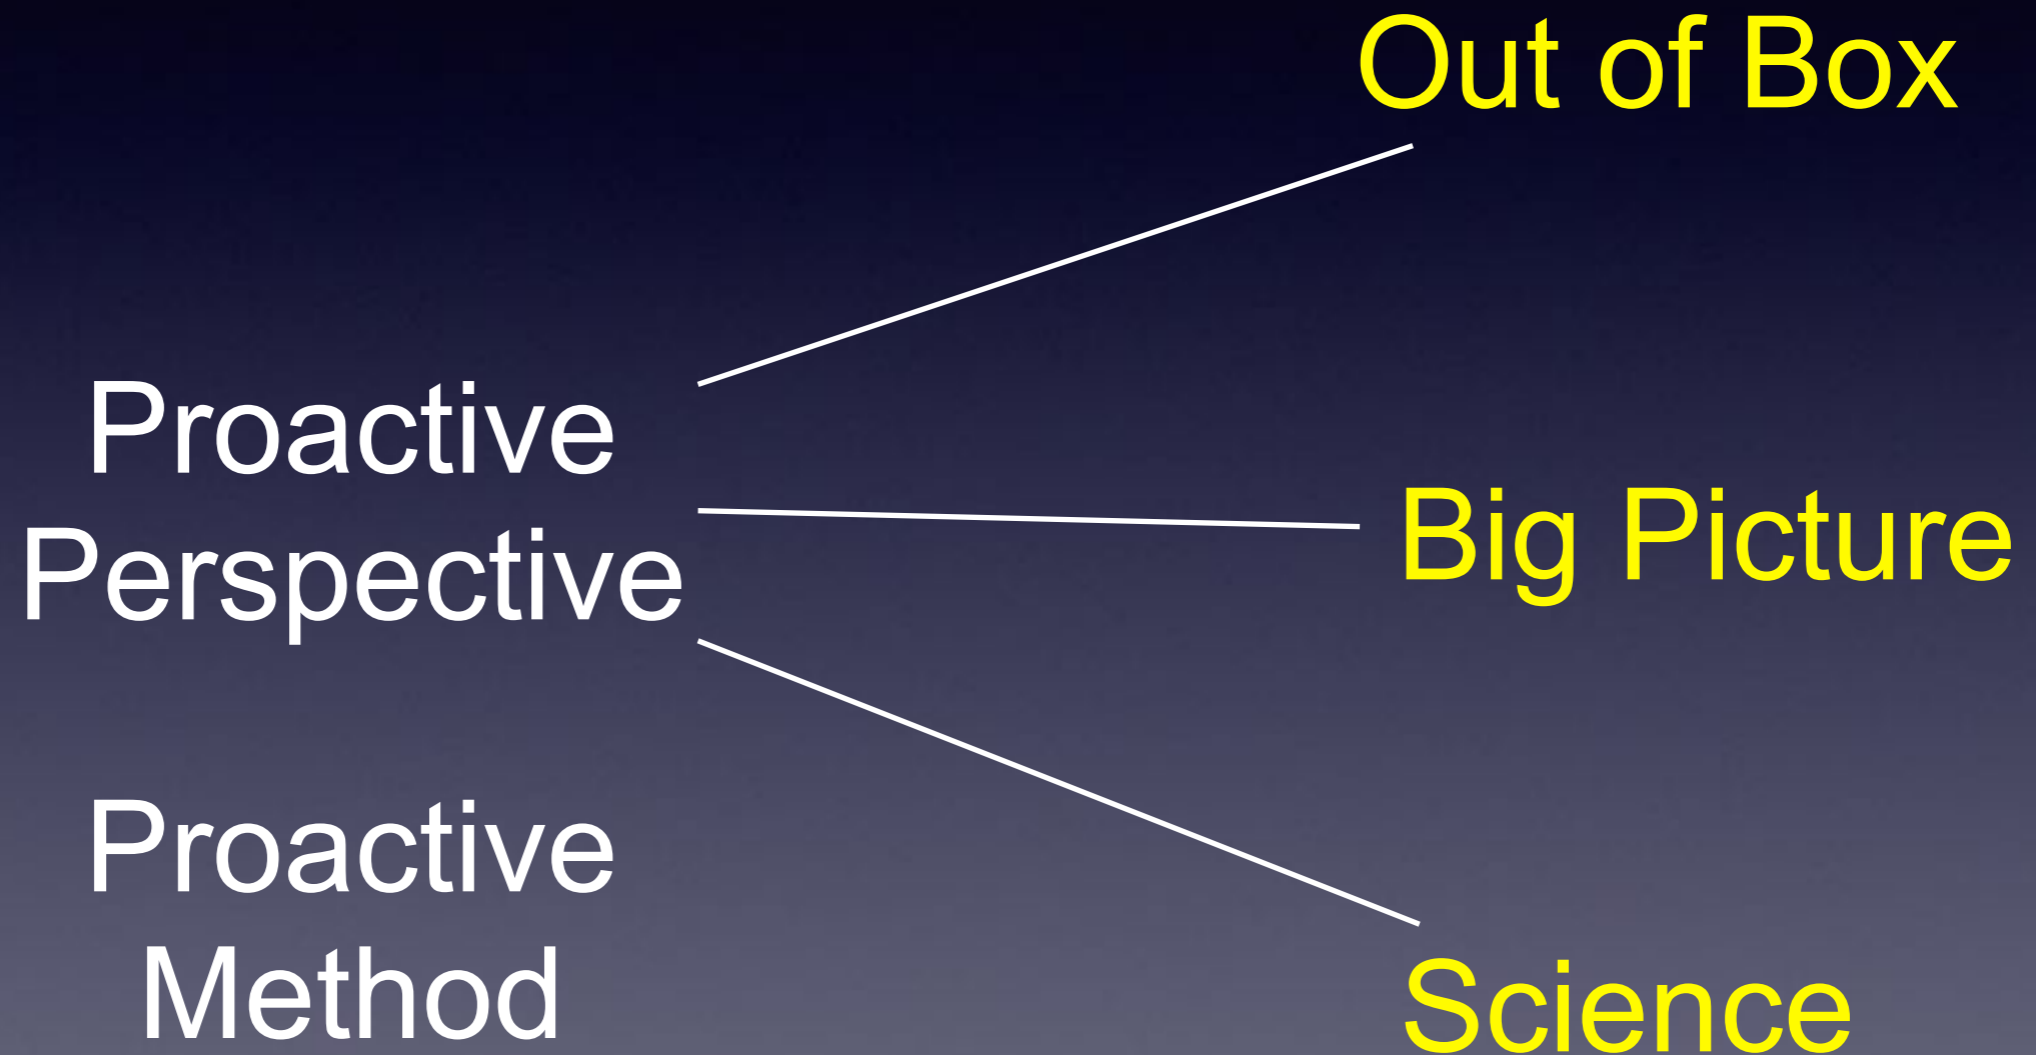 Out of Box
Proactive
Perspective
Big Picture
Proactive
Method
Science